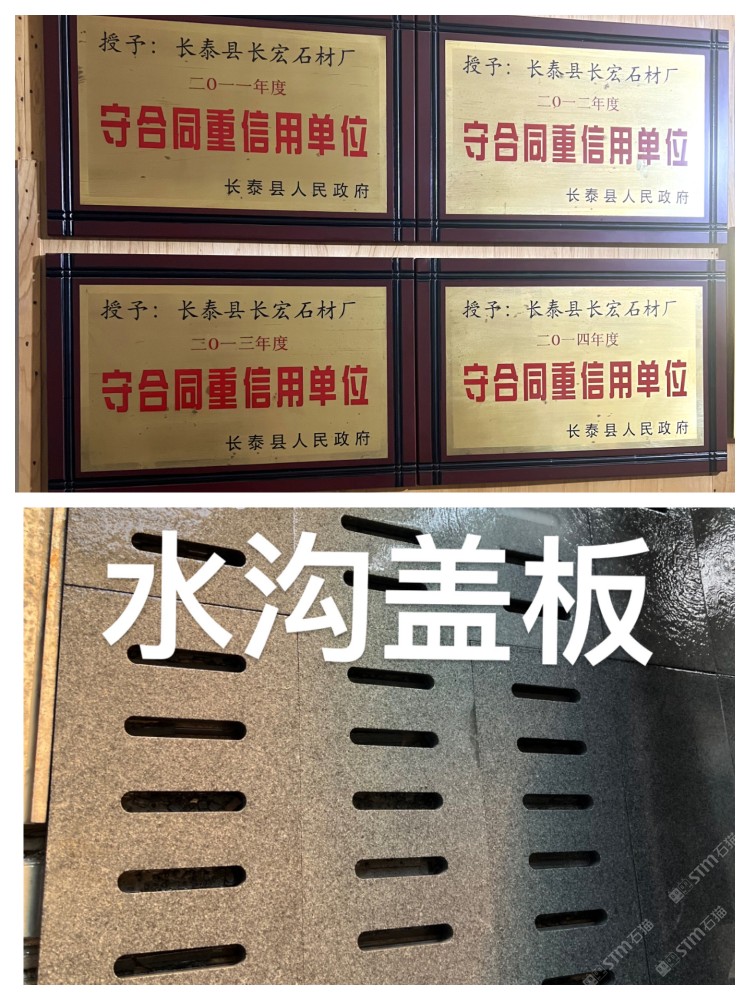 授予：长泰县长宏石材厂
二〇一一年度
守合同重信用单位
长泰县人民政府
授予：长泰县长宏石材厂
二〇一二年度
守合同重信用单位
长泰县人民政府
授予：长泰县长宏石材厂
二〇一三年度
守合同重信用单位
长泰县人民政府
授予：长泰县长宏石材厂
二〇一四年度
守合同重信用单位
长泰县人民政府
水沟盖板
STM石猫
STM石猫